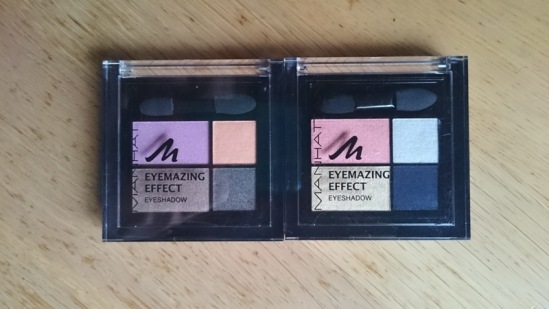 MANHAT
M
EYEMAZING
EFFECT
EYESHADOW
MANHAT
M
EYEMAZING
EFFECT
EYESHADOW